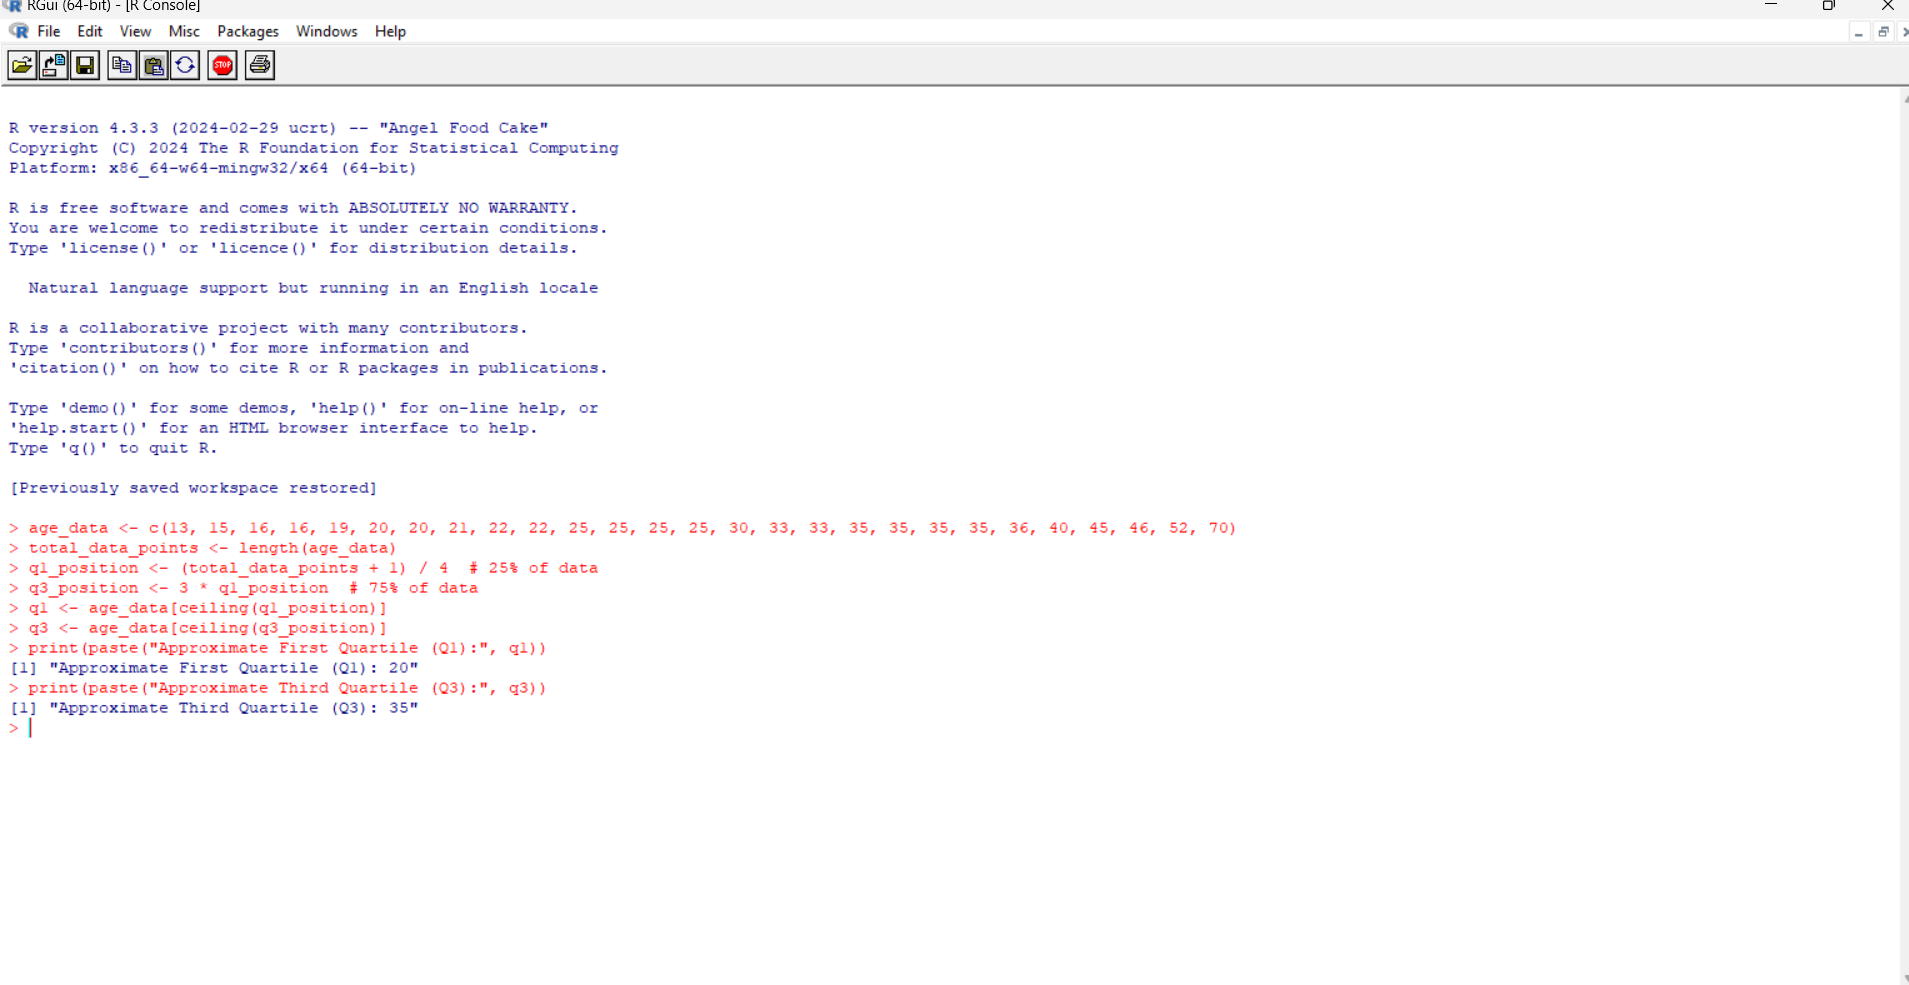 RGui (64-bit) - [R Console]
File Edit View Misc Packages Windows Help
STOP
R version 4.3.3 (2024-02-29 ucrt) -- "Angel Food Cake"
Copyright (C) 2024 The R Foundation for Statistical Computing
Platform: x86_64-w64-mingw32/x64 (64-bit)
R is free software and comes with ABSOLUTELY NO WARRANTY.
You are welcome to redistribute it under certain conditions.
Type 'license()' or 'licence()' for distribution details.
Natural language support but running in an English locale
R is a collaborative project with many contributors.
Type 'contributors()' for more information and
'citation()' on how to cite R or R packages in publications.
Type 'demo()' for some demos, 'help()' for on-line help, or
'help.start()' for an HTML browser interface to help.
Type 'q()' to quit R.
[Previously saved workspace restored]
> age_data <- c(13, 15, 16, 16, 19, 20, 20, 21, 22, 22, 25, 25, 25, 25, 30, 33, 33, 35, 35, 35, 35, 36, 40, 45, 46, 52, 70)
> total_data_points <- length(age_data)
> q1_position <- (total_data_points + 1) / 4  # 25% of data
> q3_position <- 3 * q1_position  # 75% of data
> q1 <- age_data[ceiling(q1_position)]
> q3 <- age_data[ceiling(q3_position)]
> print(paste("Approximate First Quartile (Q1):", q1))
[1] "Approximate First Quartile (Q1): 20"
> print(paste("Approximate Third Quartile (Q3):", q3))
[1] "Approximate Third Quartile (Q3): 35"
>